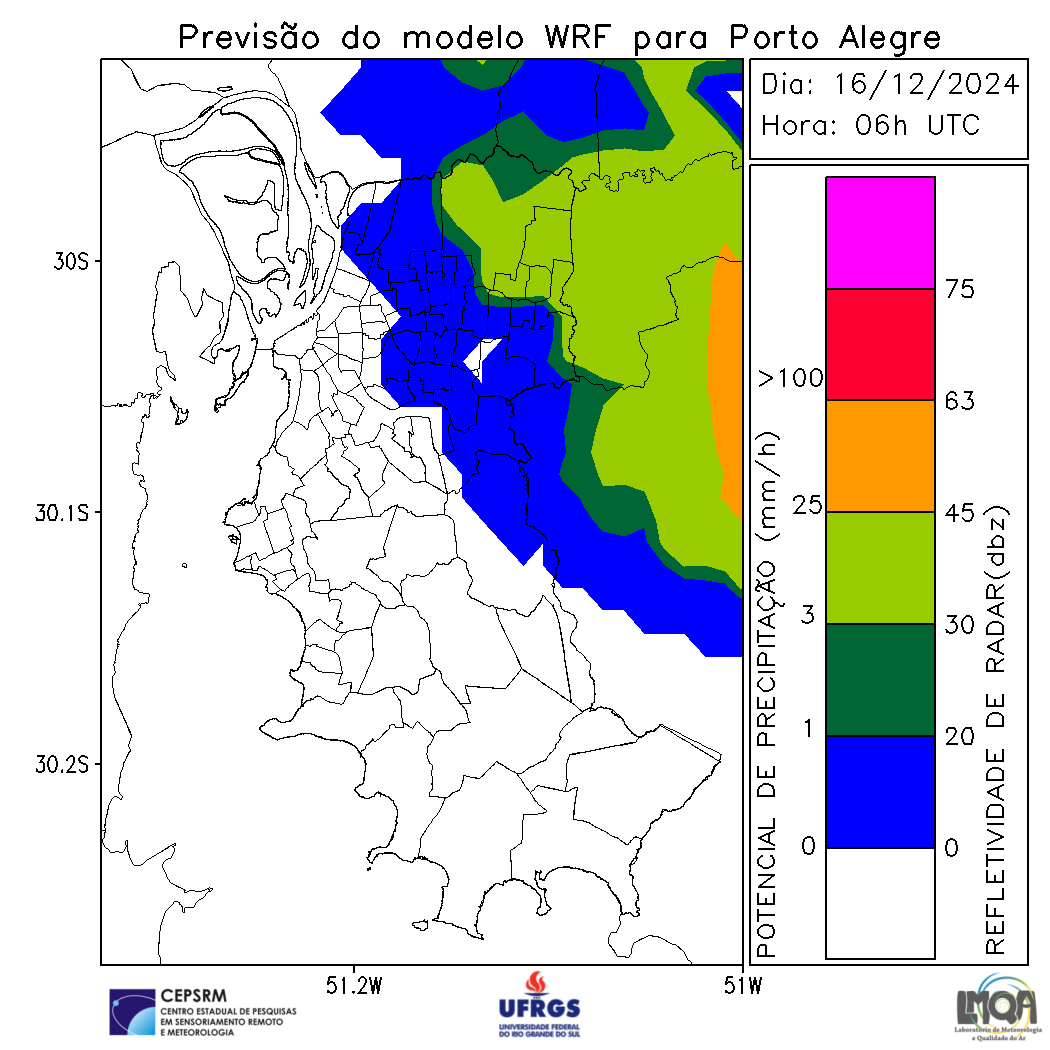 Previsão do modelo WRF para Porto Alegre
Dia: 16/12/2024
Hora: 06h UTC
30S
30.1S
30.2S
51.2W
51W
POTENCIAL DE PRECIPITAÇÃO (mm/h)
>100
25
3
1
0
75
63
45
30
20
0
REFLETIVIDADE DE RADAR(dbz)
CEPSRM
CENTRO ESTADUAL DE PESQUISAS
EM SENSORIAMENTO REMOTO
E METEOROLOGIA
UFRGS
UNIVERSIDADE FEDERAL
DO RIO GRANDE DO SUL
LMQA
Laboratório de Meteorologia
e Qualidade do Ar